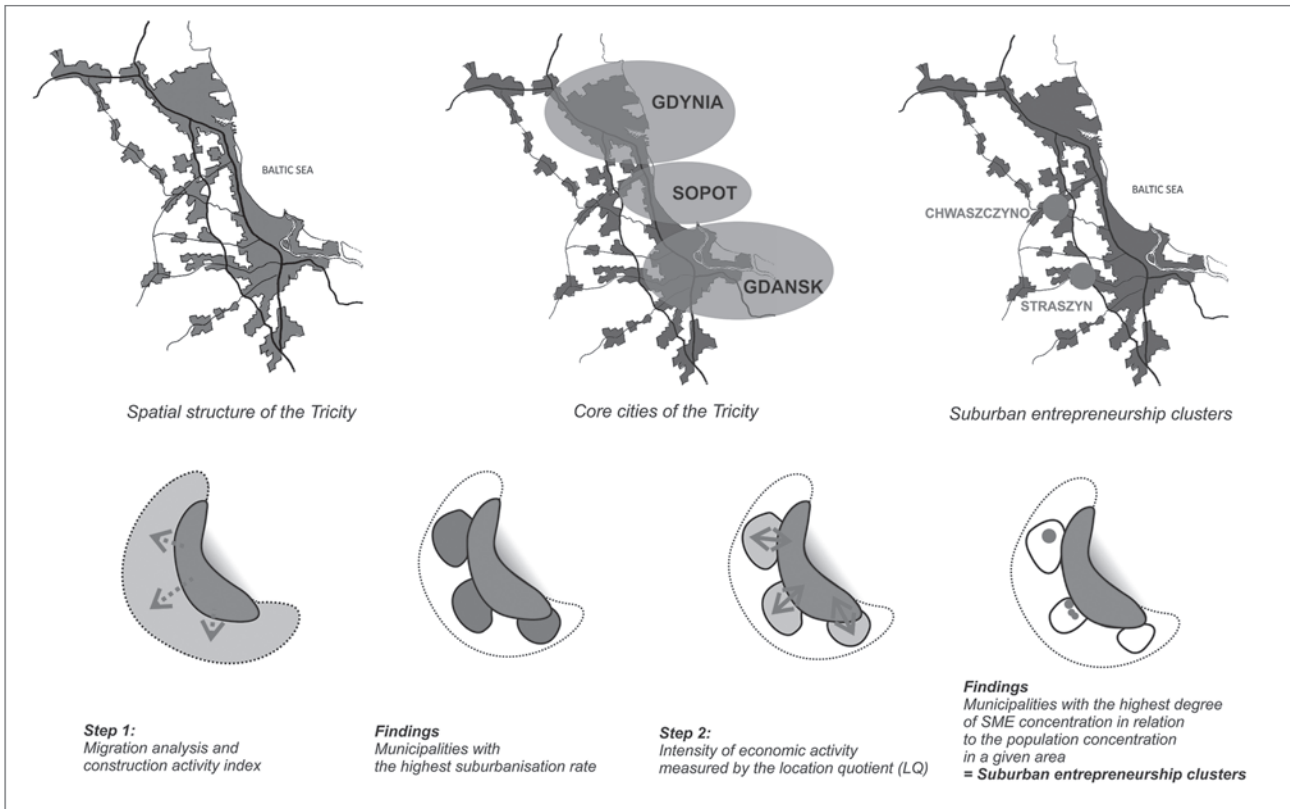 GDYNIA
BALTIC SEA
SOPOT
GDANSK
BALTIC SEA
CHWASZCZYNO
STRASZYN
Spatial structure of the Tricity
Core cities of the Tricity
Suburban entrepreneurship clusters
Step 1:
Migration analysis and
construction activity index
Findings
Municipalities with
the highest suburbanisation rate
Step 2:
Intensity of economic activity
measured by the location quotient (LQ)
Findings
Municipalities with the highest degree
of SME concentration in relation
to the population concentration
in a given area
= Suburban entrepreneurship clusters